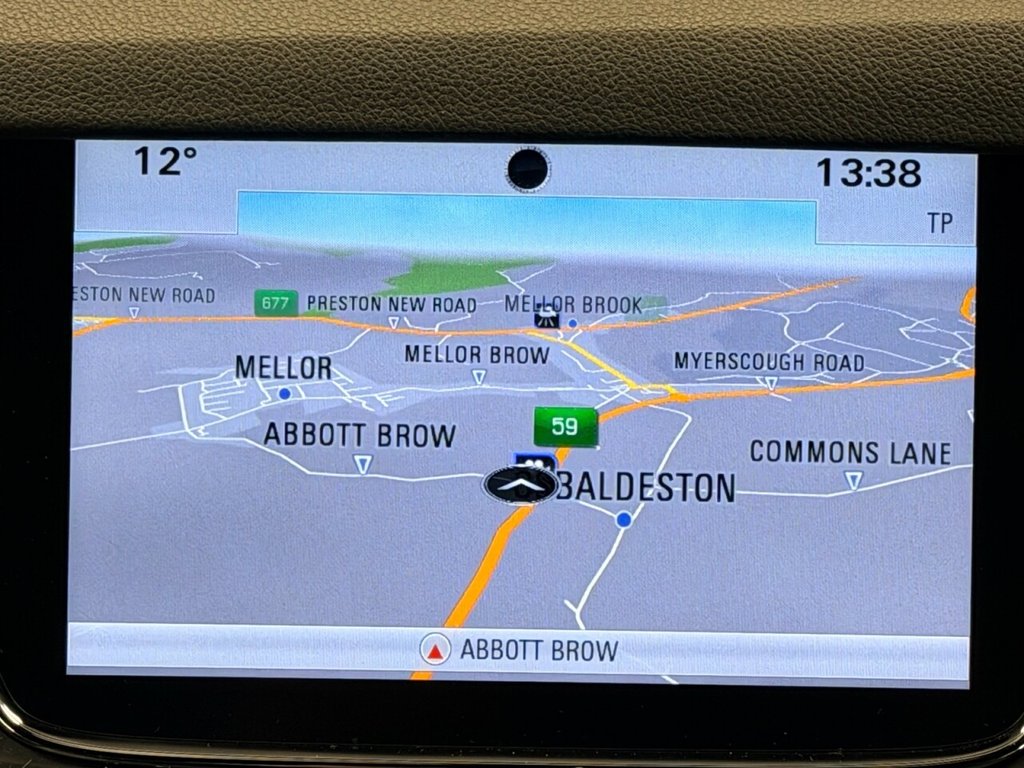 12°
13:38
TP
ESTON NEW ROAD
677
PRESTON NEW ROAD
MELLOR BROOK
MELLOR BROW
MYERSCOUGH ROAD
MELLOR
59
ABBOTT BROW
COMMONS LANE
BALDESTON
ABBOTT BROW